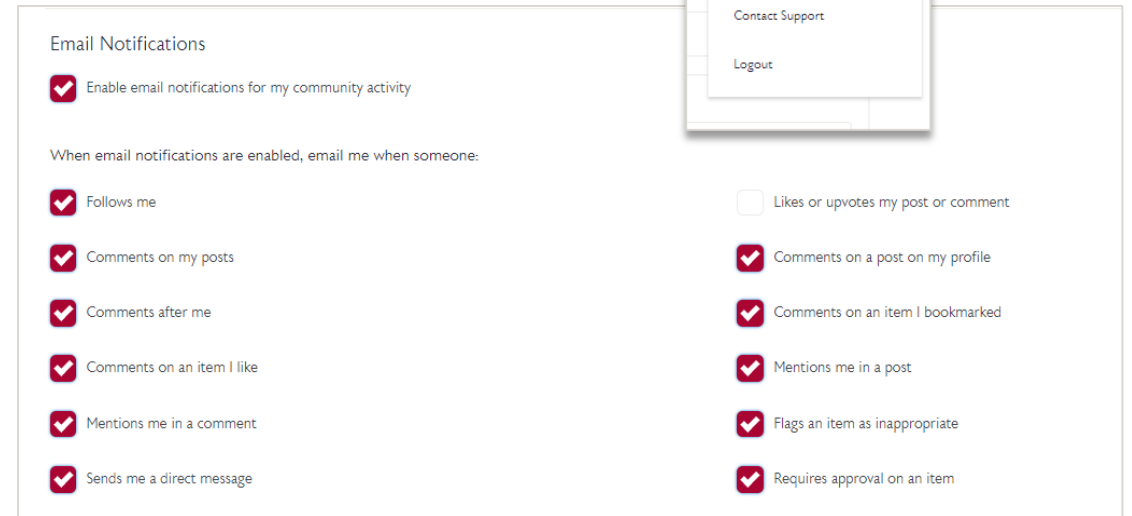 Contact Support
Logout
Email Notifications
Enable email notifications for my community activity
When email notifications are enabled, email me when someone:
Follows me
Likes or upvotes my post or comment
Comments on my posts
Comments on a post on my profile
Comments after me
Comments on an item I bookmarked
Comments on an item I like
Mentions me in a post
Mentions me in a comment
Flags an item as inappropriate
Sends me a direct message
Requires approval on an item